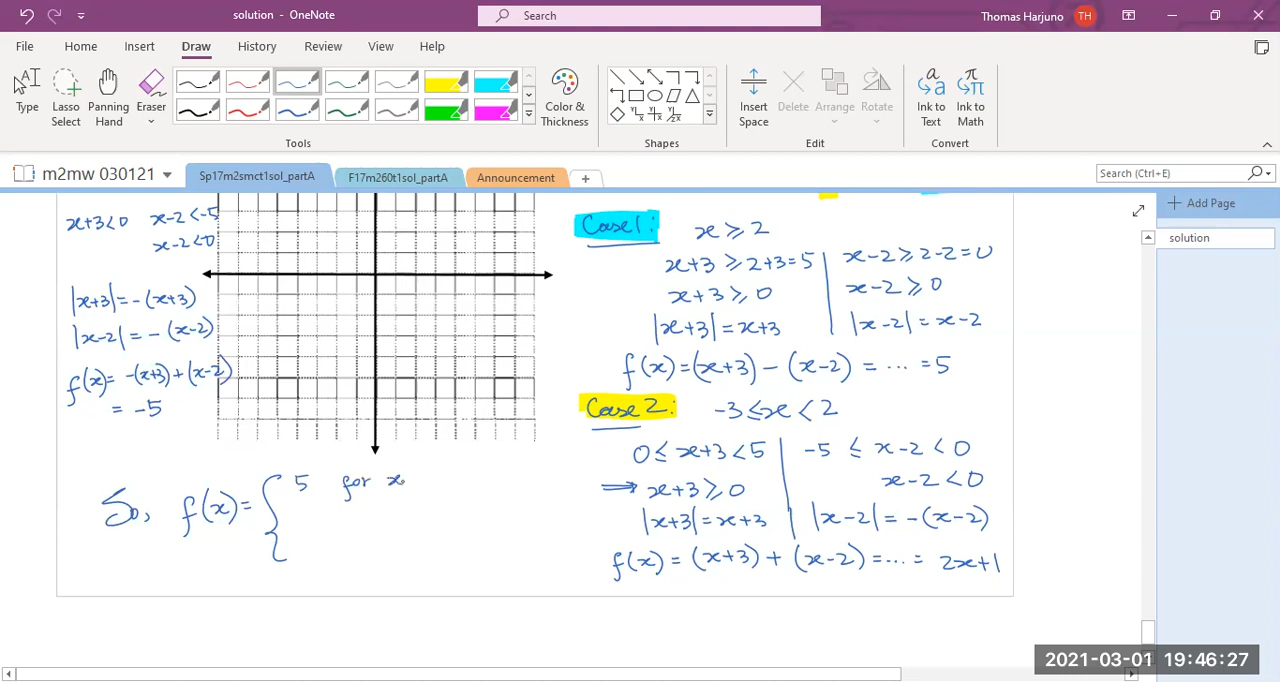 solution - OneNote
Search
Thomas Harjuno
TH
File Home Insert Draw View History Review View Help
Type
Lasso Select
Panning Hand
Eraser
Color & Thickness
Insert Space
Delete
Arrange
Rotate
Ink to Text
Ink to Math
Tools
Shapes
Edit
Convert
m2mw 030121
Sp17m2smct1sol_partA
F17m260t1sol_partA
Announcement
Search (Ctrl+E)
Add Page
solution
x+3<0 x-2<-5
x-2<0
|x+3| = -(x+3)
|x-2| = -(x-2)
f(x) = -(x+3)+(x-2)
= -5
Case 1: x ≥ 2
x+3 ≥ 2+3=5 | x-2 ≥ 2-2=0
x+3 ≥ 0 | x-2 ≥ 0
|x+3| = x+3 | |x-2| = x-2
f(x) = (x+3) - (x-2) = ... = 5
Case 2: -3 ≤ x < 2
0 ≤ x+3 < 5 | -5 ≤ x-2 < 0
⇒ x+3 ≥ 0 | x-2 < 0
|x+3| = x+3 | |x-2| = -(x-2)
f(x) = (x+3) + (x-2) = ... = 2x+1
So, f(x) = { 5 for x
2021-03-01 19:46:27